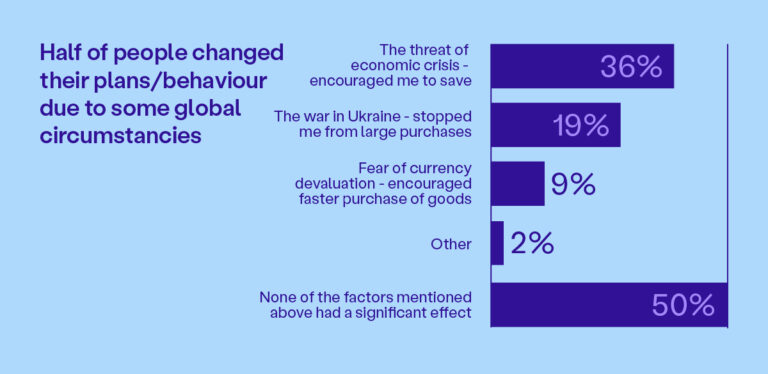 Half of people changed
their plans/behaviour
due to some global
circumstancies
The threat of
economic crisis -
encouraged me to save
36%
The war in Ukraine - stopped
me from large purchases
19%
Fear of currency
devaluation - encouraged
faster purchase of goods
9%
Other
2%
None of the factors mentioned
above had a significant effect
50%